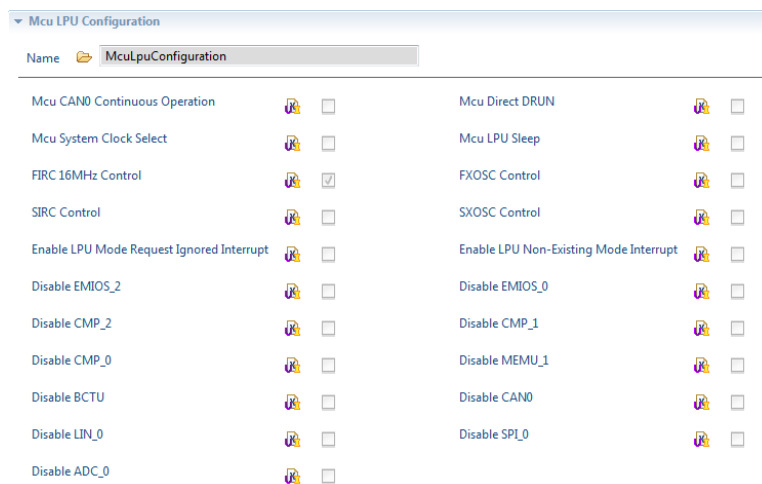 Mcu LPU Configuration
Name McuLpuConfiguration
Mcu CAN0 Continuous Operation Mcu Direct DRUN
Mcu System Clock Select Mcu LPU Sleep
FIRC 16MHz Control FXOSC Control
SIRC Control SXOSC Control
Enable LPU Mode Request Ignored Interrupt Enable LPU Non-Existing Mode Interrupt
Disable EMIOS_2 Disable EMIOS_0
Disable CMP_2 Disable CMP_1
Disable CMP_0 Disable MEMU_1
Disable BCTU Disable CAN0
Disable LIN_0 Disable SPI_0
Disable ADC_0